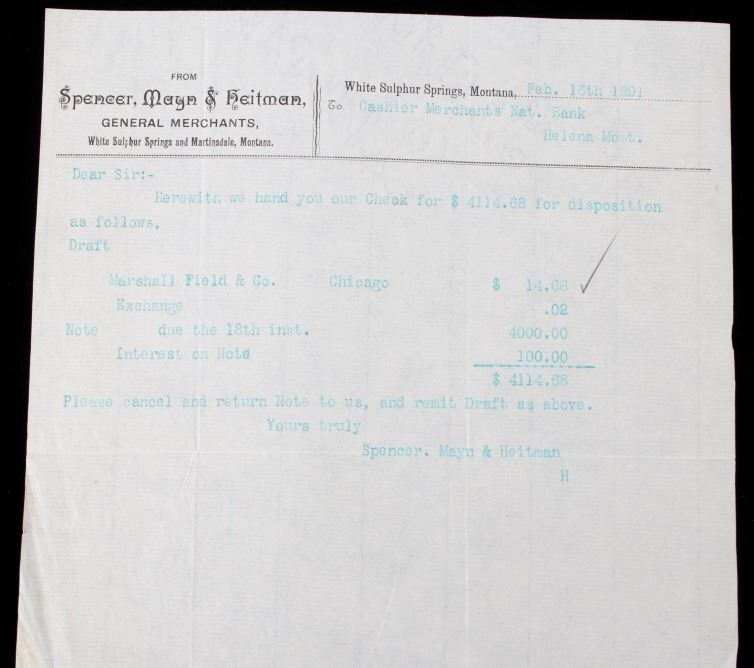 FROM
Spencer, Mayn & Heitman,
GENERAL MERCHANTS,
White Sulphur Springs and Martinsdale, Montana.
White Sulphur Springs, Montana, Feb. 16th 1891
To Cashier Merchants Nat. Bank
Helena Mont.
Dear Sir:-
Herewith we hand you our Check for $ 4114.68 for disposition
as follows,
Draft
Marshall Field & Co. Chicago $ 14.66
Exchange .02
Note due the 18th inst. 4000.00
Interest on Note 100.00
$ 4114.68
Please cancel and return Note to us, and remit Draft as above.
Yours truly
Spencer. Mayn & Heitman
H